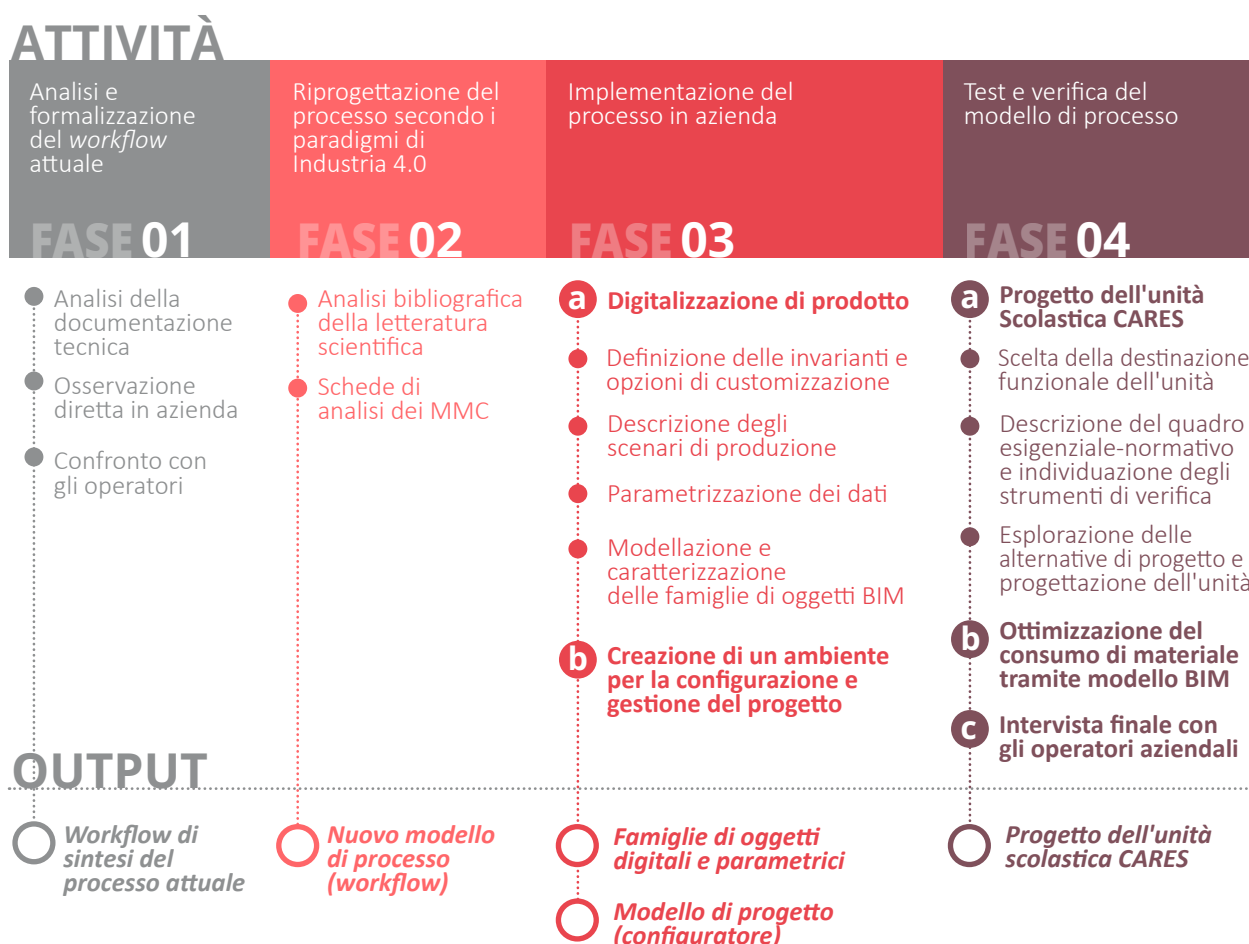 ATTIVITÀ
Analisi e
formalizzazione
del workflow
attuale
FASE 01
Riprogettazione del
processo secondo i
paradigmi di
Industria 4.0
FASE 02
Implementazione del
processo in azienda
FASE 03
Test e verifica del
modello di processo
FASE 04
Analisi della
documentazione
tecnica
Osservazione
diretta in azienda
Confronto con
gli operatori
Analisi bibliografica
della letteratura
scientifica
Schede di
analisi dei MMC
a Digitalizzazione di prodotto
Definizione delle invarianti e
opzioni di customizzazione
Descrizione degli
scenari di produzione
Parametrizzazione dei dati
Modellazione e
caratterizzazione
delle famiglie di oggetti BIM
b Creazione di un ambiente
per la configurazione e
gestione del progetto
a Progetto dell'unità
Scolastica CARES
Scelta della destinazione
funzionale dell'unità
Descrizione del quadro
esigenziale-normativo
e individuazione degli
strumenti di verifica
Esplorazione delle
alternative di progetto e
progettazione dell'unità
b Ottimizzazione del
consumo di materiale
tramite modello BIM
c Intervista finale con
gli operatori aziendali
OUTPUT
Workflow di
sintesi del
processo attuale
Nuovo modello
di processo
(workflow)
Famiglie di oggetti
digitali e parametrici
Modello di progetto
(configuratore)
Progetto dell'unità
scolastica CARES